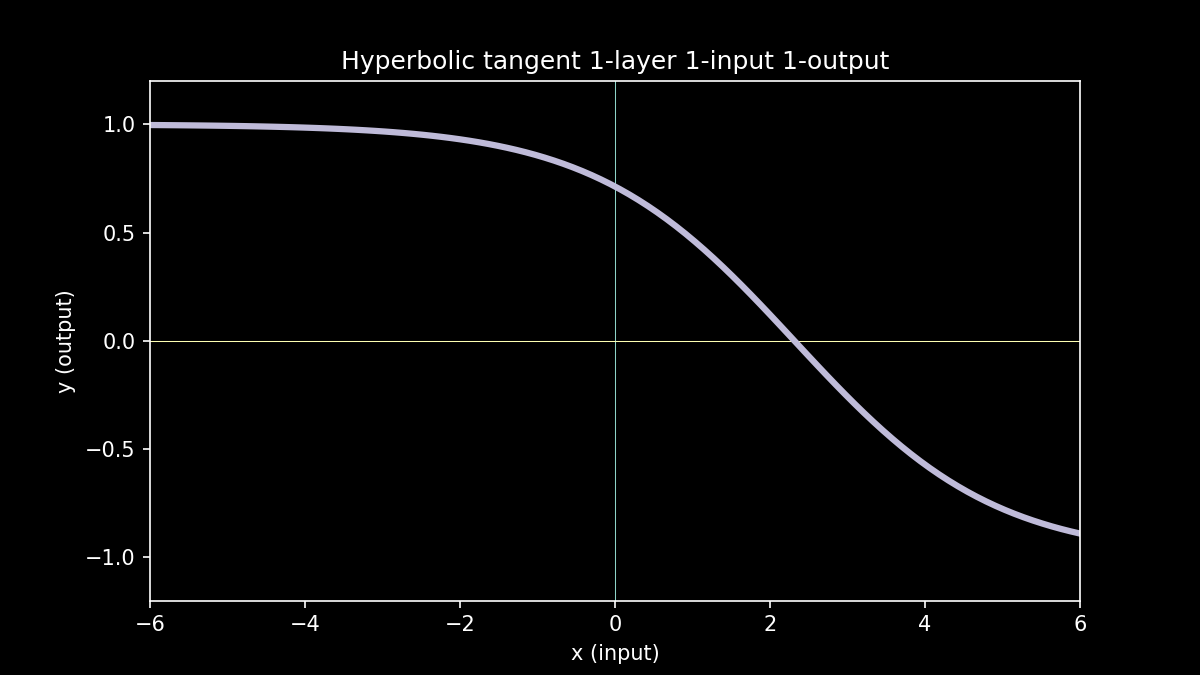 Hyperbolic tangent 1-layer 1-input 1-output
1.0
0.5
0.0
−0.5
−1.0
y (output)
−6 −4 −2 0 2 4 6
x (input)